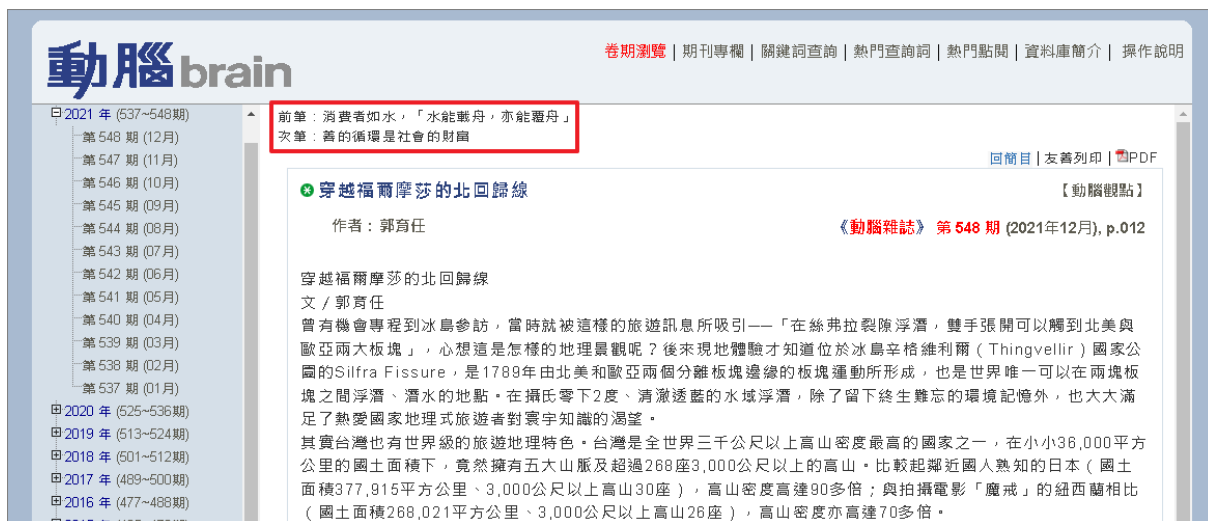 動腦brain
卷期瀏覽 | 期刊專欄 | 關鍵詞查詢 | 熱門查詢詞 | 熱門點閱 | 資料庫簡介 | 操作說明
2021 年 (537~548期)
第 548 期 (12月)
第 547 期 (11月)
第 546 期 (10月)
第 545 期 (09月)
第 544 期 (08月)
第 543 期 (07月)
第 542 期 (06月)
第 541 期 (05月)
第 540 期 (04月)
第 539 期 (03月)
第 538 期 (02月)
第 537 期 (01月)
2020 年 (525~536期)
2019 年 (513~524期)
2018 年 (501~512期)
2017 年 (489~500期)
2016 年 (477~488期)
前筆：消費者如水，「水能載舟，亦能覆舟」
次筆：善的循環是社會的財富
回簡目 | 友善列印 | PDF
穿越福爾摩莎的北回歸線
【動腦觀點】
作者：郭育任
《動腦雜誌》 第 548 期 (2021年12月), p.012
穿越福爾摩莎的北回歸線
文 / 郭育任
曾有機會專程到冰島參訪，當時就被這樣的旅遊訊息所吸引──「在絲弗拉裂隙浮潛，雙手張開可以觸到北美與
歐亞兩大板塊」，心想這是怎樣的地理景觀呢？後來現地體驗才知道位於冰島辛格維利爾（Thingvellir）國家公
園的Silfra Fissure，是1789年由北美和歐亞兩個分離板塊邊緣的板塊運動所形成，也是世界唯一可以在兩塊板
塊之間浮潛、潛水的地點。在攝氏零下2度、清澈透藍的水域浮潛，除了留下終生難忘的環境記憶外，也大大滿
足了熱愛國家地理式旅遊者對寰宇知識的渴望。
其實台灣也有世界級的旅遊地理特色。台灣是全世界三千公尺以上高山密度最高的國家之一，在小小36,000平方
公里的國土面積下，竟然擁有五大山脈及超過268座3,000公尺以上的高山。比較起鄰近國人熟知的日本（國土
面積377,915平方公里、3,000公尺以上高山30座），高山密度高達90多倍；與拍攝電影「魔戒」的紐西蘭相比
（國土面積268,021平方公里、3,000公尺以上高山26座），高山密度亦高達70多倍。